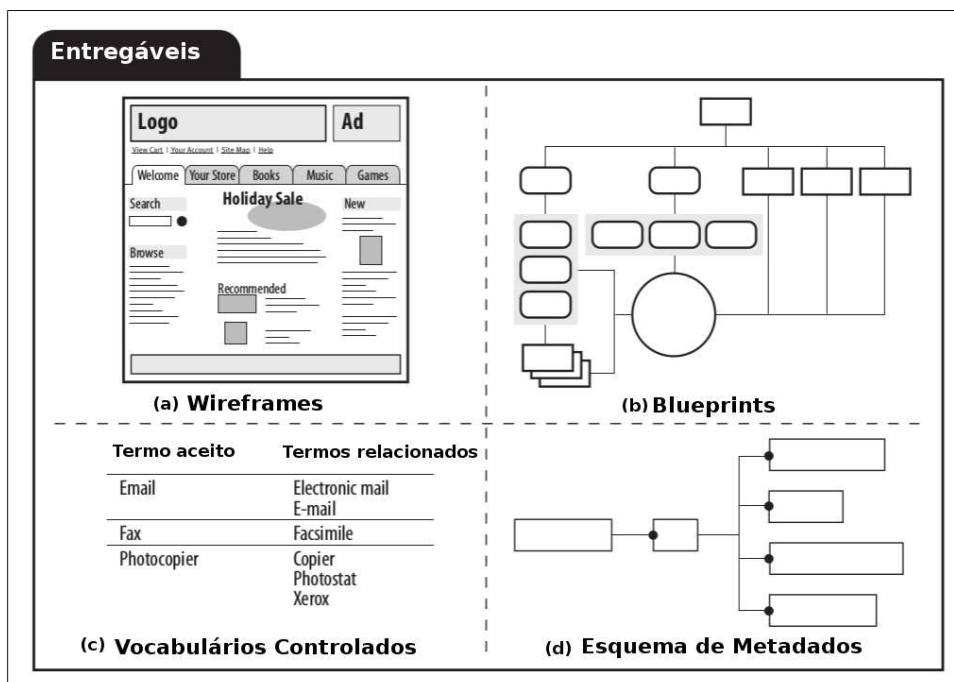 Entregáveis
Logo
Ad
View Cart | Your Account | Site Map | Help
Welcome Your Store Books Music Games
Search
Holiday Sale
New
Browse
Recommended
(a) Wireframes
(b) Blueprints
Termo aceito Termos relacionados
Email Electronic mail
E-mail
Fax Facsimile
Photocopier Copier
Photostat
Xerox
(c) Vocabulários Controlados
(d) Esquema de Metadados